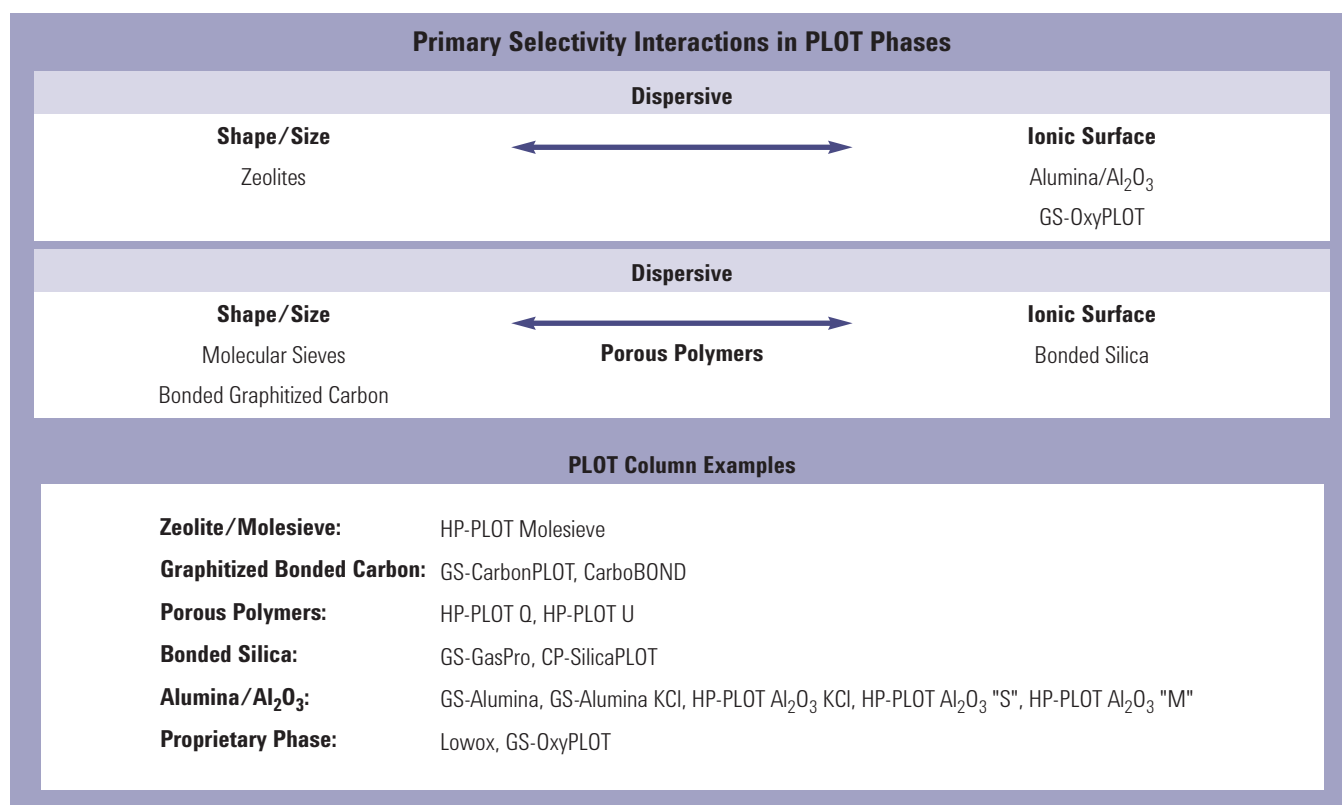 Primary Selectivity Interactions in PLOT Phases
Dispersive
Shape/Size Ionic Surface
Zeolites Alumina/Al₂O₃
GS-OxyPLOT
Dispersive
Shape/Size Ionic Surface
Molecular Sieves Porous Polymers Bonded Silica
Bonded Graphitized Carbon
PLOT Column Examples
Zeolite/Molesieve: HP-PLOT Molesieve
Graphitized Bonded Carbon: GS-CarbonPLOT, CarboBOND
Porous Polymers: HP-PLOT Q, HP-PLOT U
Bonded Silica: GS-GasPro, CP-SilicaPLOT
Alumina/Al₂O₃: GS-Alumina, GS-Alumina KCl, HP-PLOT Al₂O₃ KCl, HP-PLOT Al₂O₃ "S", HP-PLOT Al₂O₃ "M"
Proprietary Phase: Lowox, GS-OxyPLOT